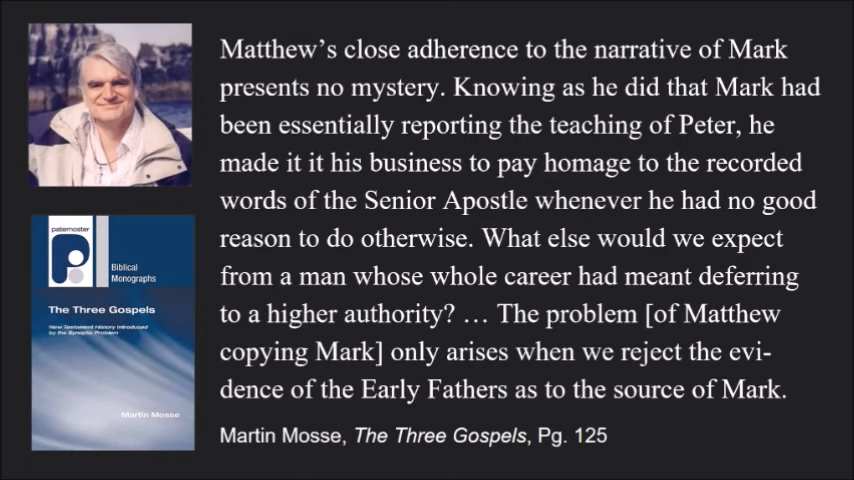 Matthew’s close adherence to the narrative of Mark
presents no mystery. Knowing as he did that Mark had
been essentially reporting the teaching of Peter, he
made it it his business to pay homage to the recorded
words of the Senior Apostle whenever he had no good
reason to do otherwise. What else would we expect
from a man whose whole career had meant deferring
to a higher authority? … The problem [of Matthew
copying Mark] only arises when we reject the evi-
dence of the Early Fathers as to the source of Mark.
Martin Mosse, The Three Gospels, Pg. 125
paternoster
Biblical
Monographs
The Three Gospels
New Testament History Introduced
by the Synoptic Problem
Martin Mosse